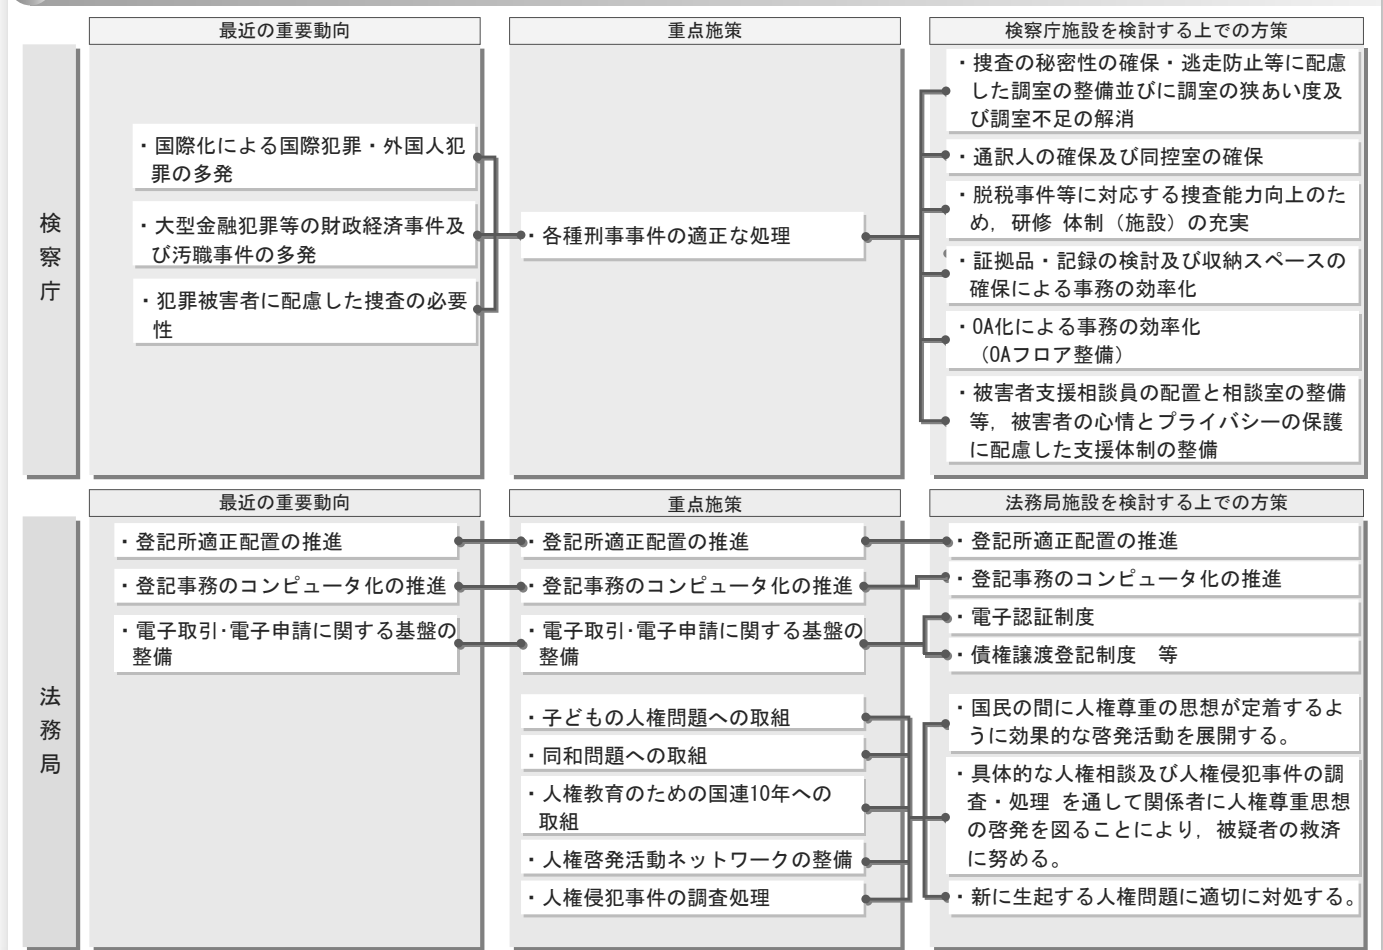 最近の重要動向
重点施策
検察庁施設を検討する上での方策
検察庁
・国際化による国際犯罪・外国人犯
罪の多発
・大型金融犯罪等の財政経済事件及
び汚職事件の多発
・犯罪被害者に配慮した捜査の必要
性
・各種刑事事件の適正な処理
・捜査の秘密性の確保・逃走防止等に配慮
した調室の整備並びに調室の狭あい度及
び調室不足の解消
・通訳人の確保及び同控室の確保
・脱税事件等に対応する捜査能力向上のた
め，研修 体制（施設）の充実
・証拠品・記録の検討及び収納スペースの
確保による事務の効率化
・OA化による事務の効率化
（OAフロア整備）
・被害者支援相談員の配置と相談室の整備
等，被害者の心情とプライバシーの保護
に配慮した支援体制の整備
最近の重要動向
重点施策
法務局施設を検討する上での方策
法務局
・登記所適正配置の推進
・登記事務のコンピュータ化の推進
・電子取引･電子申請に関する基盤の
整備
・登記所適正配置の推進
・登記事務のコンピュータ化の推進
・電子取引･電子申請に関する基盤の
整備
・子どもの人権問題への取組
・同和問題への取組
・人権教育のための国連10年への
取組
・人権啓発活動ネットワークの整備
・人権侵犯事件の調査処理
・登記所適正配置の推進
・登記事務のコンピュータ化の推進
・電子認証制度
・債権譲渡登記制度　等
・国民の間に人権尊重の思想が定着するよ
うに効果的な啓発活動を展開する。
・具体的な人権相談及び人権侵犯事件の調
査・処理 を通して関係者に人権尊重思想
の啓発を図ることにより，被疑者の救済
に努める。
・新に生起する人権問題に適切に対処する。